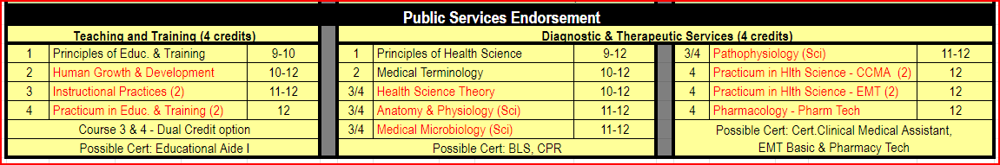 Public Services Endorsement
Teaching and Training (4 credits)
1 Principles of Educ. & Training 9-10
2 Human Growth & Development 10-12
3 Instructional Practices (2) 11-12
4 Practicum in Educ. & Training (2) 12
Course 3 & 4 - Dual Credit option
Possible Cert: Educational Aide I
Diagnostic & Therapeutic Services (4 credits)
1 Principles of Health Science 9-12
2 Medical Terminology 10-12
3/4 Health Science Theory 10-12
3/4 Anatomy & Physiology (Sci) 11-12
3/4 Medical Microbiology (Sci) 11-12
Possible Cert: BLS, CPR
3/4 Pathophysiology (Sci) 11-12
4 Practicum in Hlth Science - CCMA (2) 12
4 Practicum in Hlth Science - EMT (2) 12
4 Pharmacology - Pharm Tech 12
Possible Cert: Cert.Clinical Medical Assistant,
EMT Basic & Pharmacy Tech